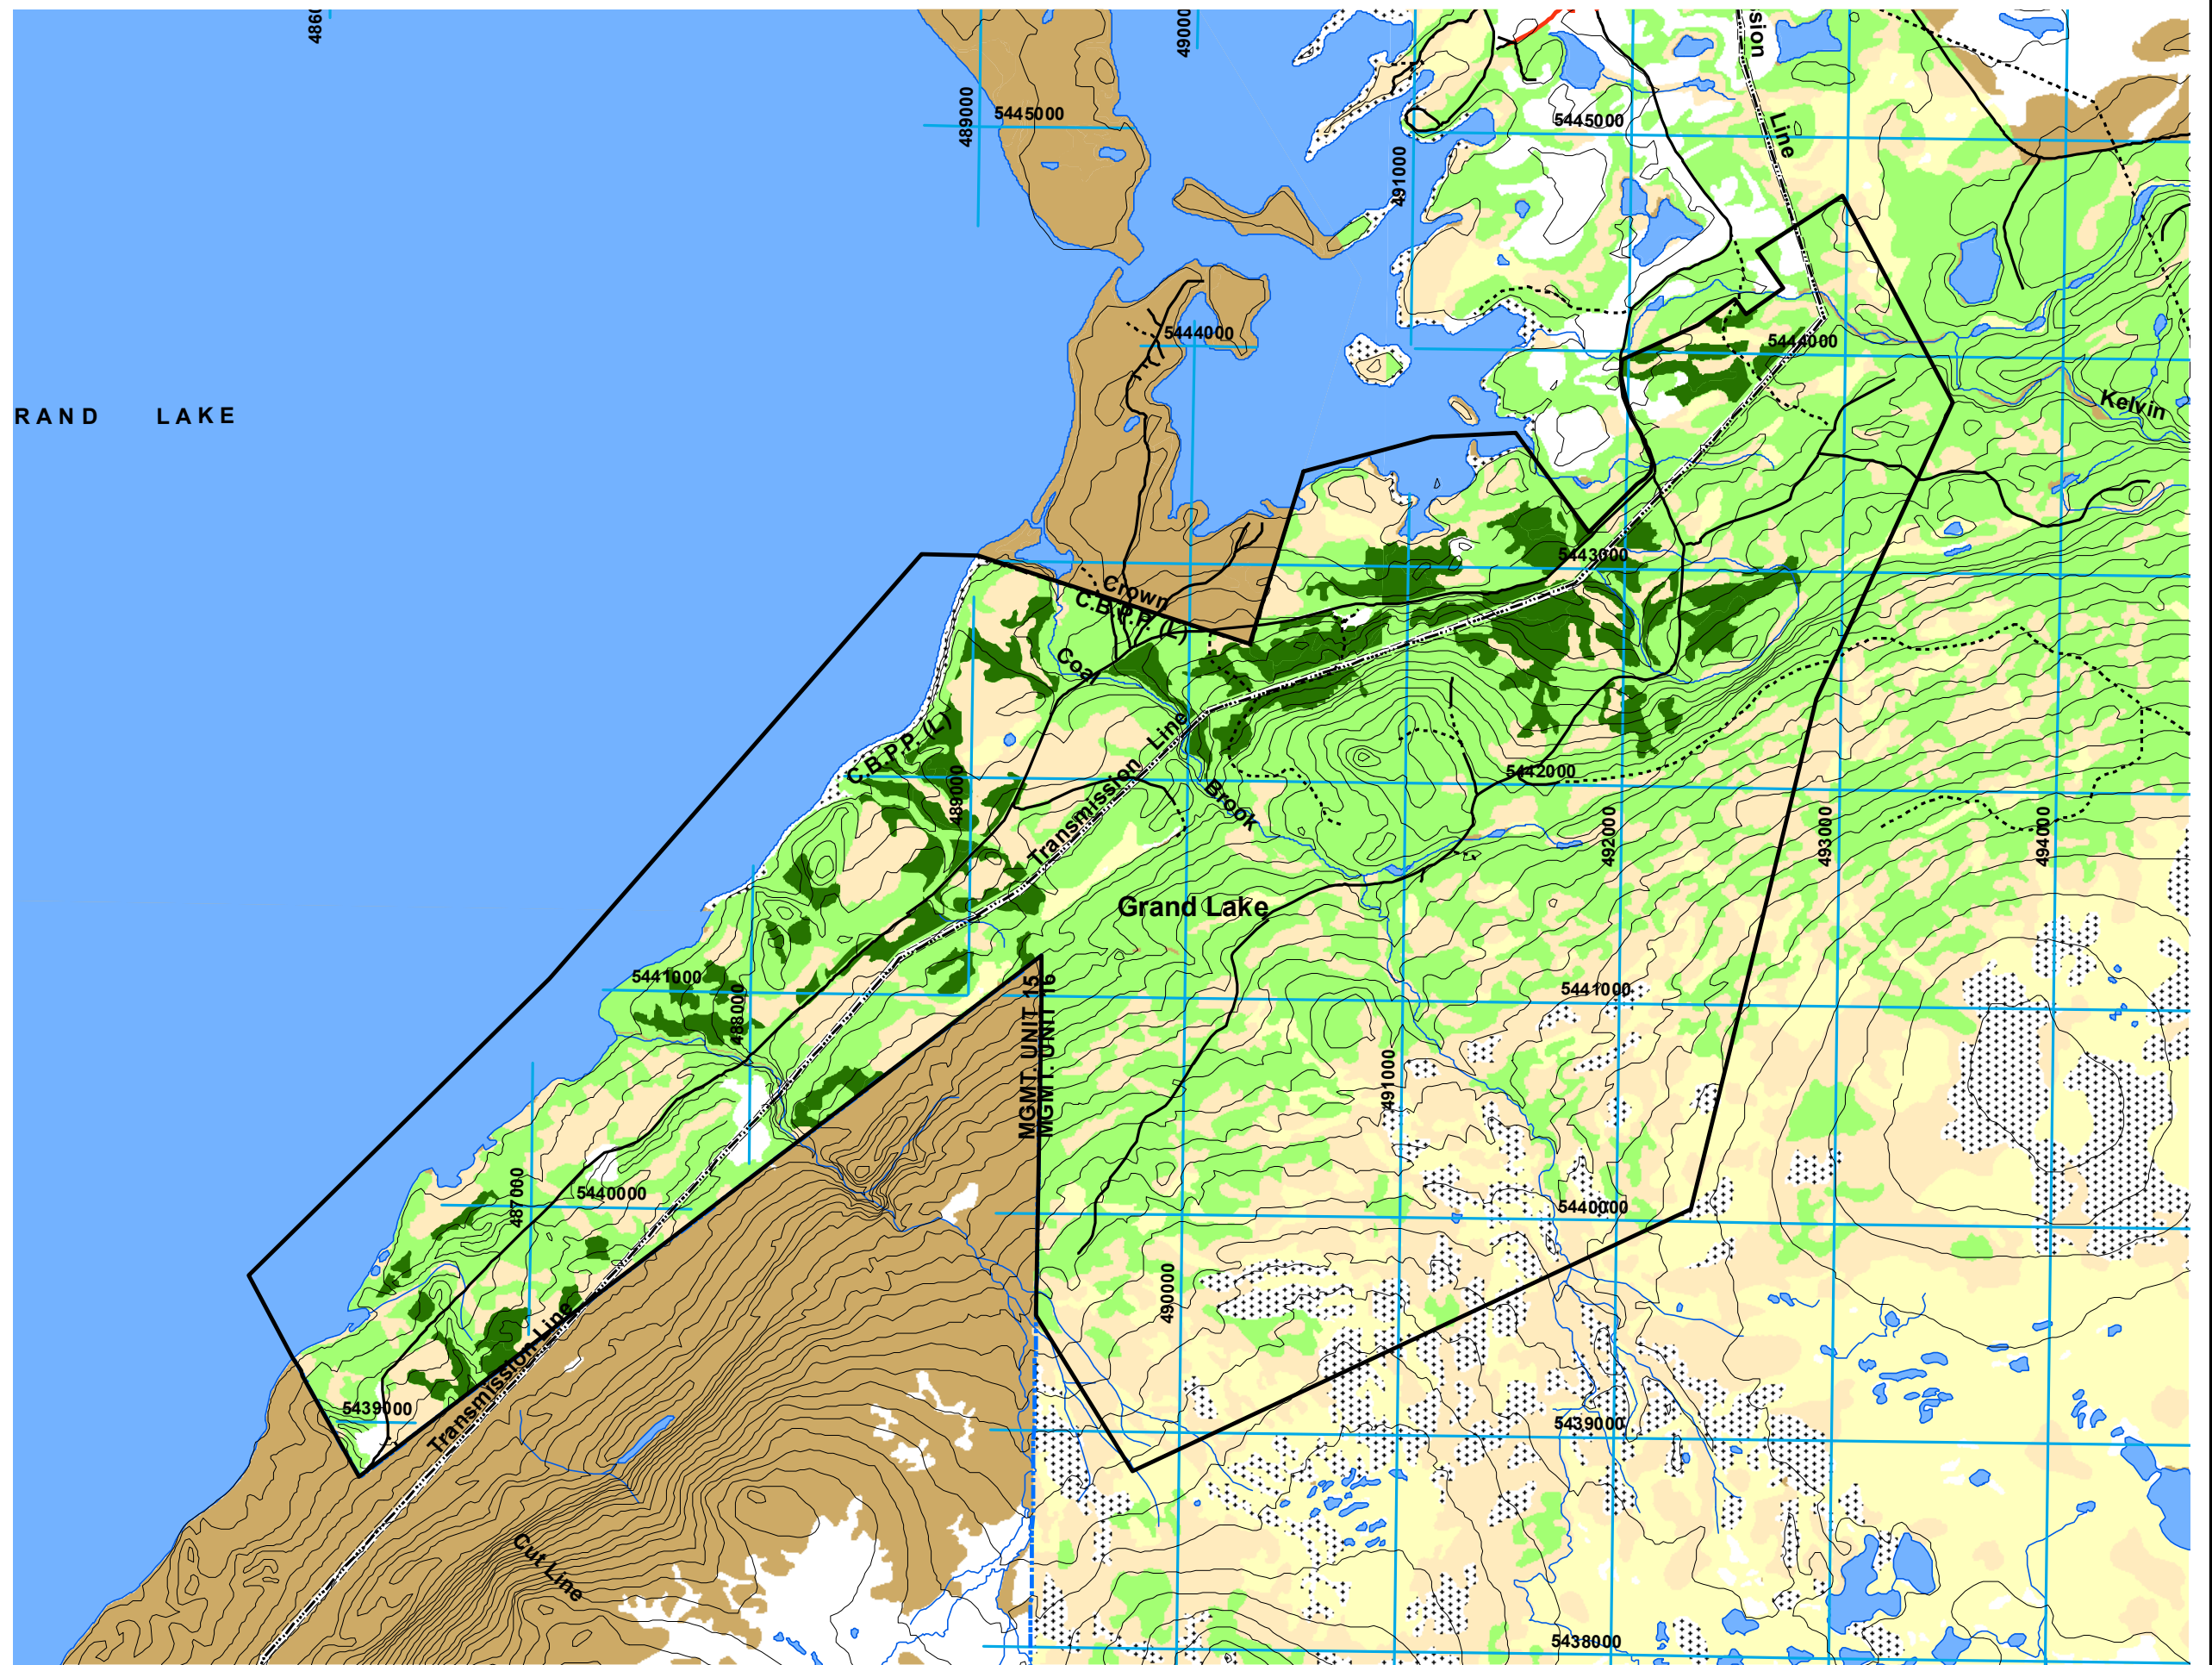 4900
sion
Line
489000
5445000
5445000
491000
5444000
5444000
RAND LAKE
Kelvin
5443000
Crown
C.B.P.P. (L)
Coal
C.B.P.P. (L)
Transmission Line
5442000
489000
Brook
492000
493000
494000
Grand Lake
5441000
488000
MGMT. UNIT 15
MGMT. UNIT 16
5441000
491000
487000
5440000
5440000
490000
Transmission Line
5439000
5439000
Cut Line
5438000